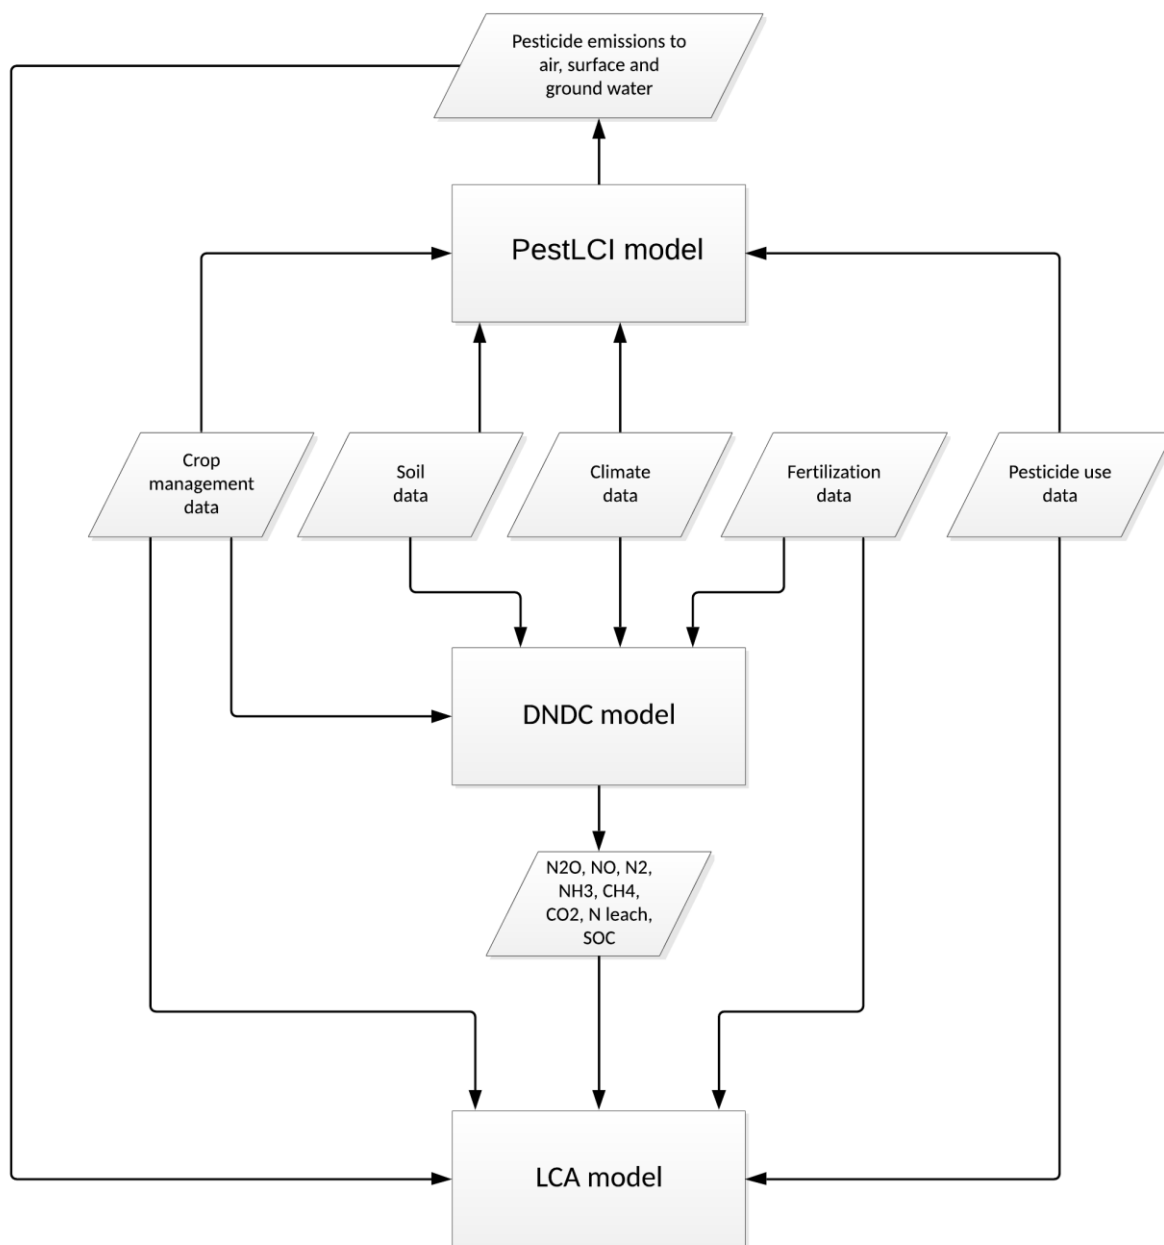 Pesticide emissions to
air, surface and
ground water
PestLCI model
Crop
management
data
Soil
data
Climate
data
Fertilization
data
Pesticide use
data
DNDC model
N2O, NO, N2,
NH3, CH4,
CO2, N leach,
SOC
LCA model